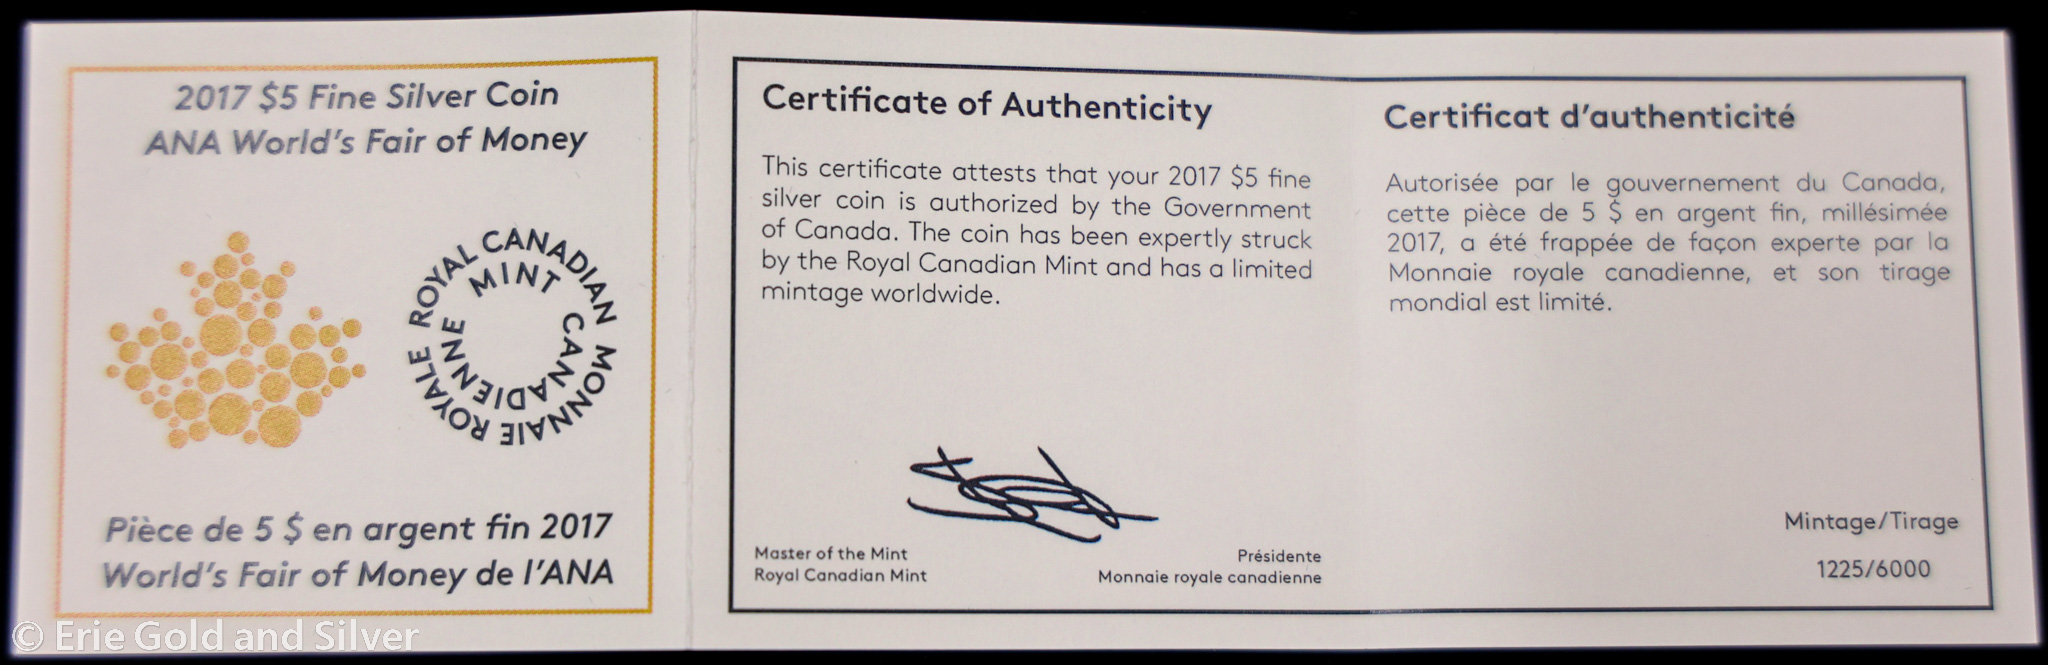 2017 $5 Fine Silver Coin
ANA World's Fair of Money
ROYAL CANADIAN MINT
MONNAIE ROYALE CANADIENNE
Pièce de 5 $ en argent fin 2017
World's Fair of Money de l'ANA
Certificate of Authenticity
This certificate attests that your 2017 $5 fine
silver coin is authorized by the Government
of Canada. The coin has been expertly struck
by the Royal Canadian Mint and has a limited
mintage worldwide.
Master of the Mint
Royal Canadian Mint
Présidente
Monnaie royale canadienne
Certificat d'authenticité
Autorisée par le gouvernement du Canada,
cette pièce de 5 $ en argent fin, millésimée
2017, a été frappée de façon experte par la
Monnaie royale canadienne, et son tirage
mondial est limité.
Mintage/Tirage
1225/6000
© Erie Gold and Silver